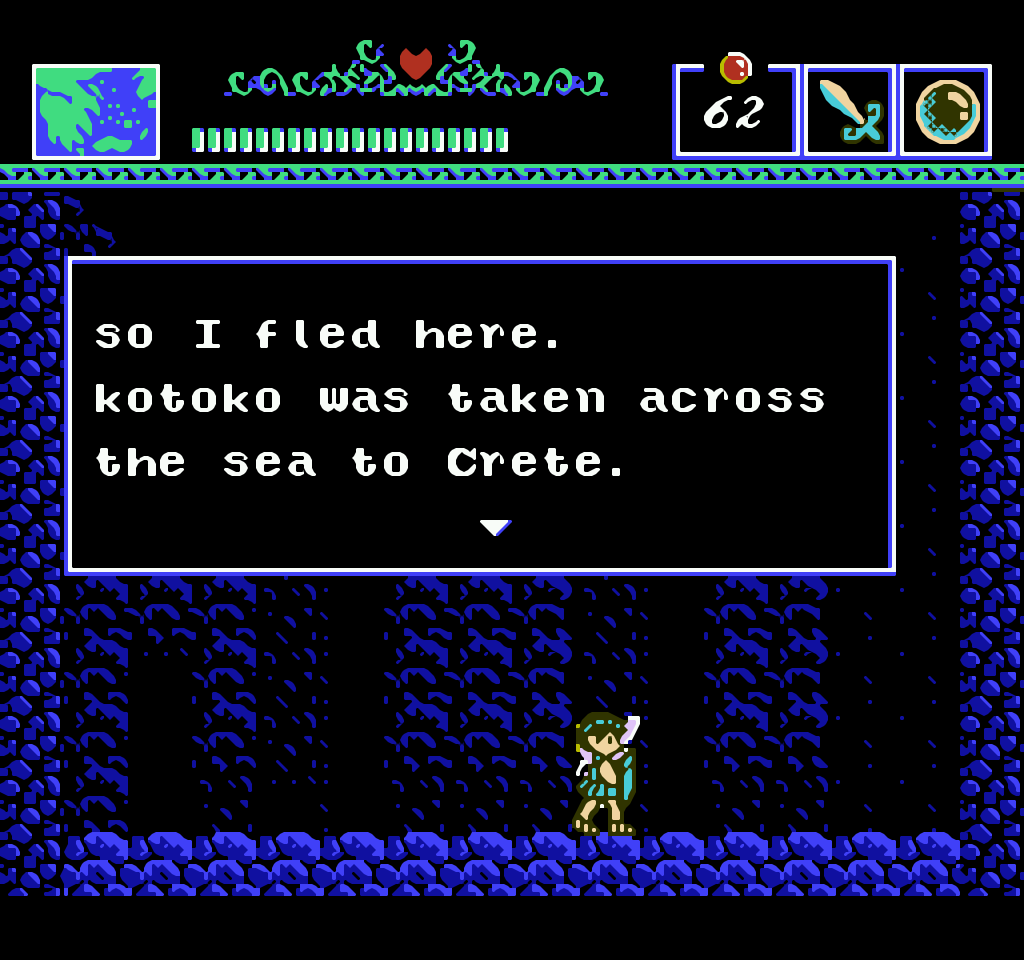 62
so I fled here.
kotoko was taken across
the sea to Crete.